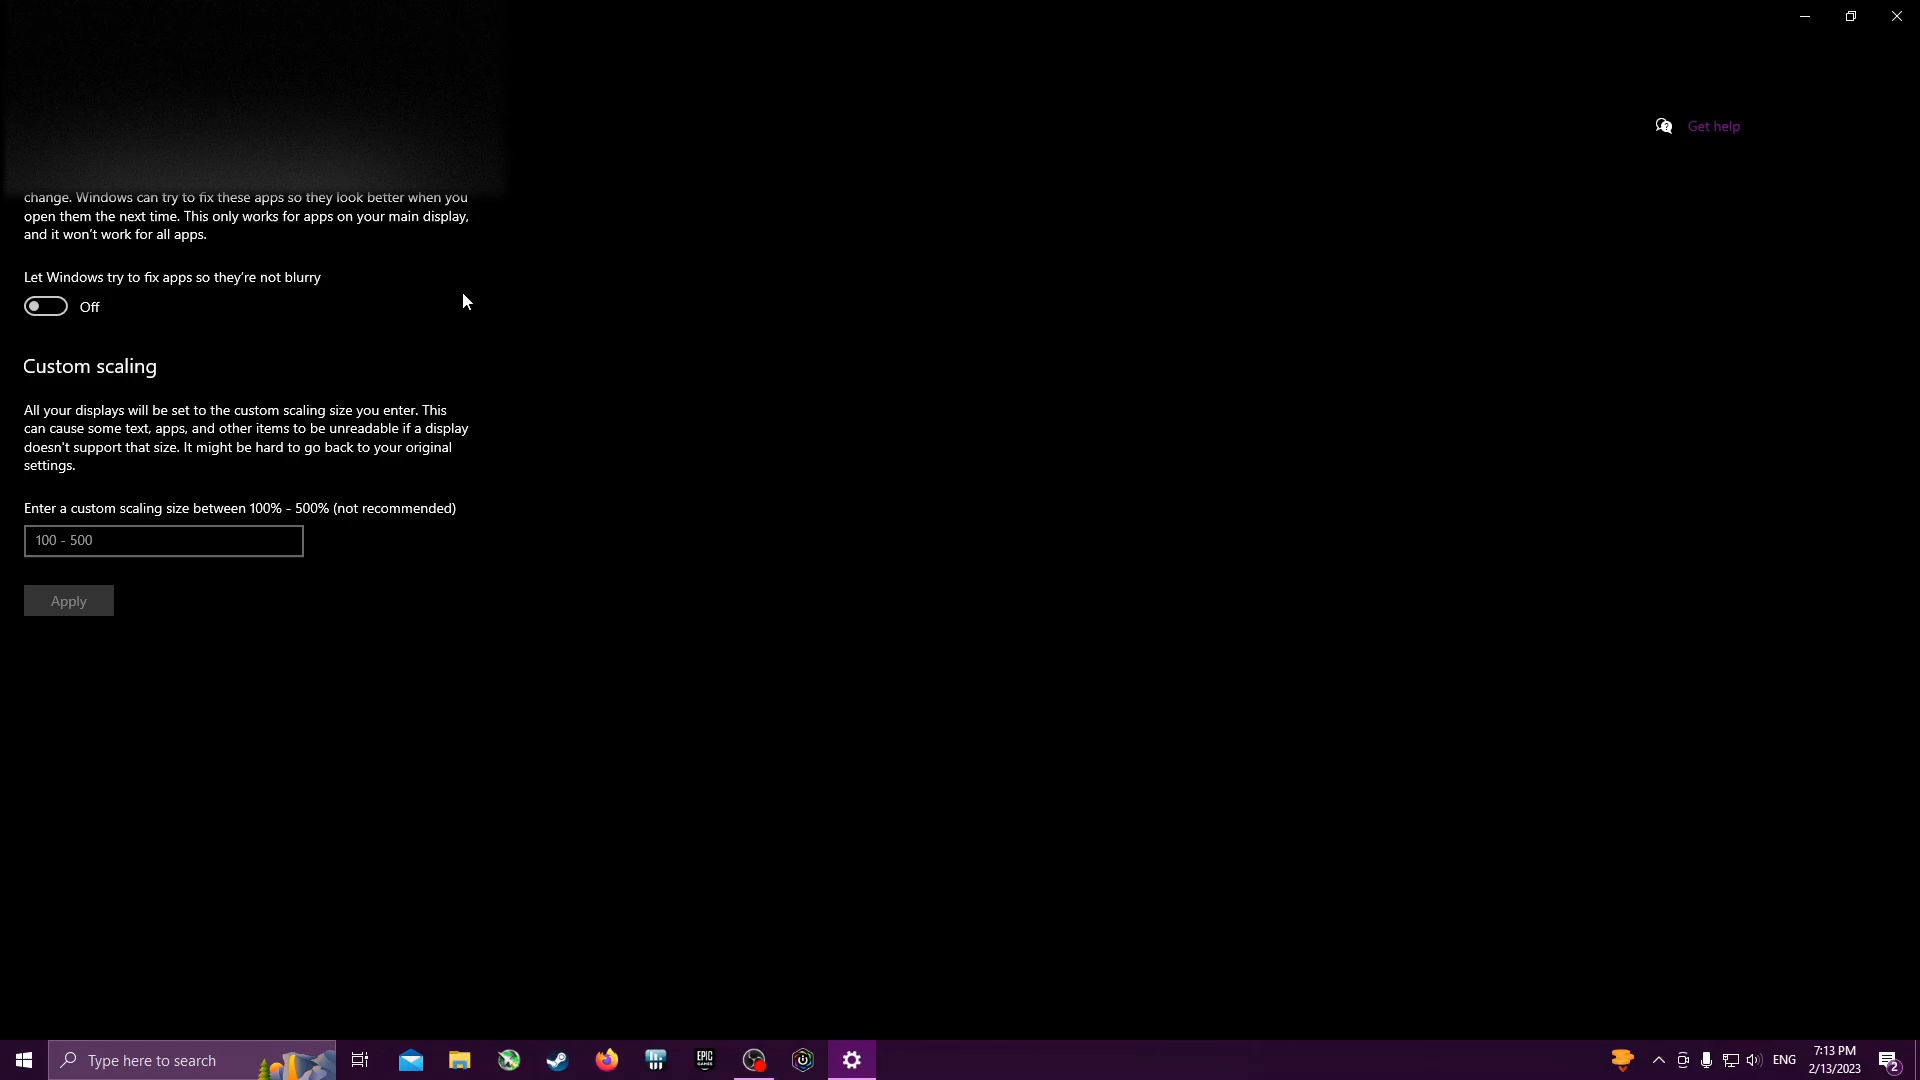 Get help
change. Windows can try to fix these apps so they look better when you
open them the next time. This only works for apps on your main display,
and it won't work for all apps.
Let Windows try to fix apps so they're not blurry
Off
Custom scaling
All your displays will be set to the custom scaling size you enter. This
can cause some text, apps, and other items to be unreadable if a display
doesn't support that size. It might be hard to go back to your original
settings.
Enter a custom scaling size between 100% - 500% (not recommended)
100 - 500
Apply
Type here to search
EPIC
GAMES
ENG
7:13 PM
2/13/2023
2